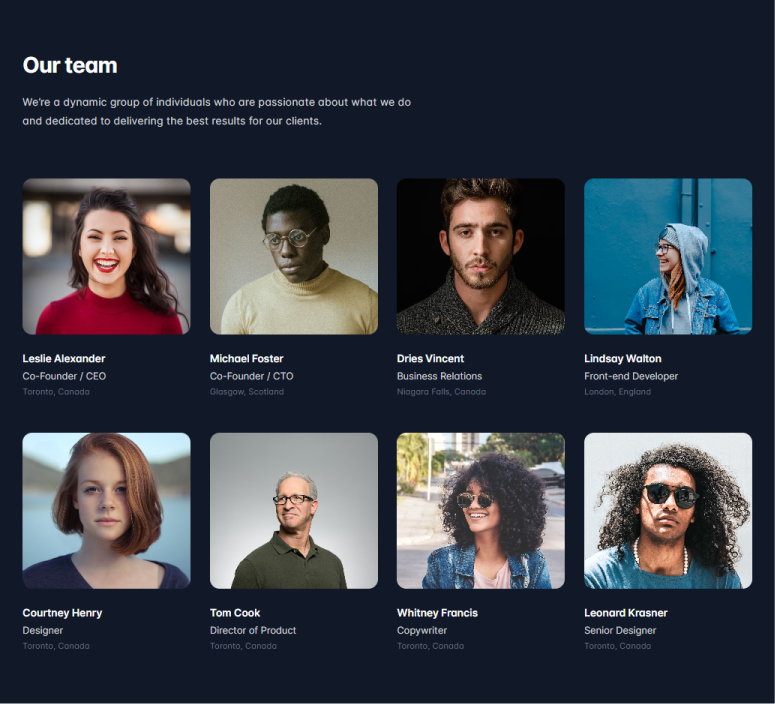 Our team
We're a dynamic group of individuals who are passionate about what we do
and dedicated to delivering the best results for our clients.
Leslie Alexander
Co-Founder / CEO
Toronto, Canada
Michael Foster
Co-Founder / CTO
Glasgow, Scotland
Dries Vincent
Business Relations
Niagara Falls, Canada
Lindsay Walton
Front-end Developer
London, England
Courtney Henry
Designer
Toronto, Canada
Tom Cook
Director of Product
Toronto, Canada
Whitney Francis
Copywriter
Toronto, Canada
Leonard Krasner
Senior Designer
Toronto, Canada